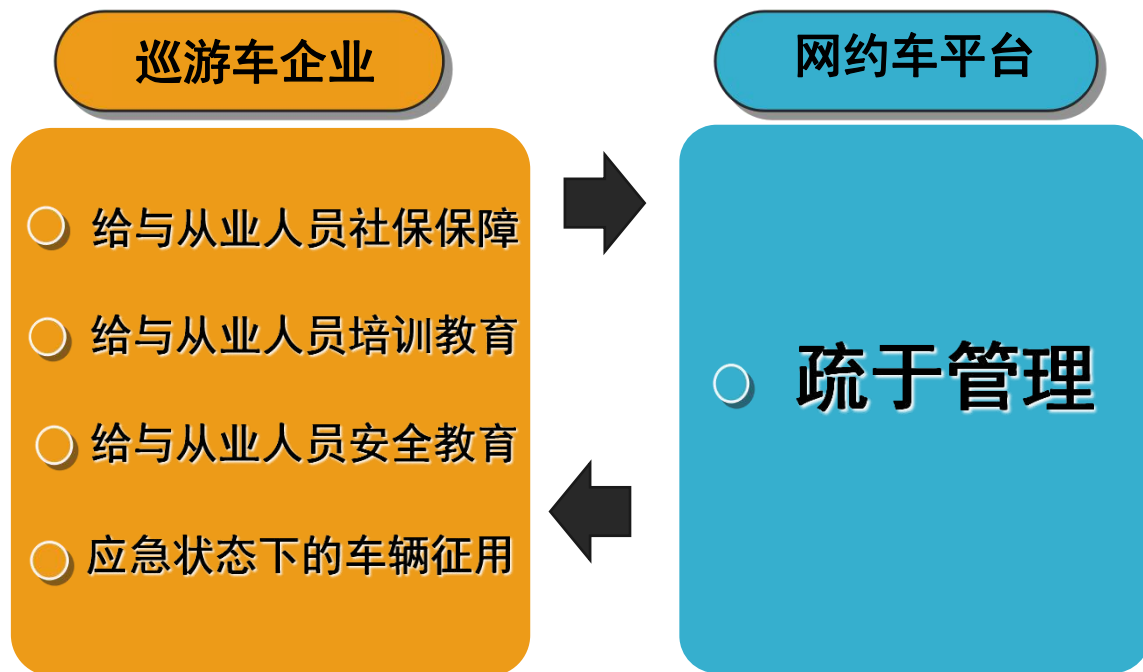 巡游车企业
给与从业人员社保保障
给与从业人员培训教育
给与从业人员安全教育
应急状态下的车辆征用
网约车平台
疏于管理